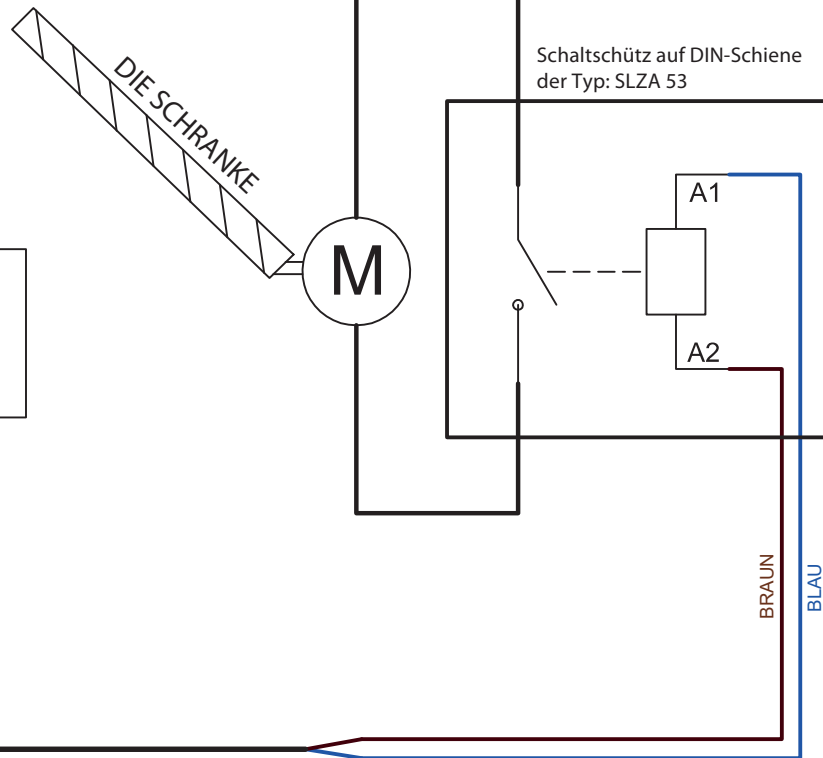 Schaltschütz auf DIN-Schiene
der Typ: SLZA 53
DIE SCHRANKE
A1
M
A2
BRAUN
BLAU